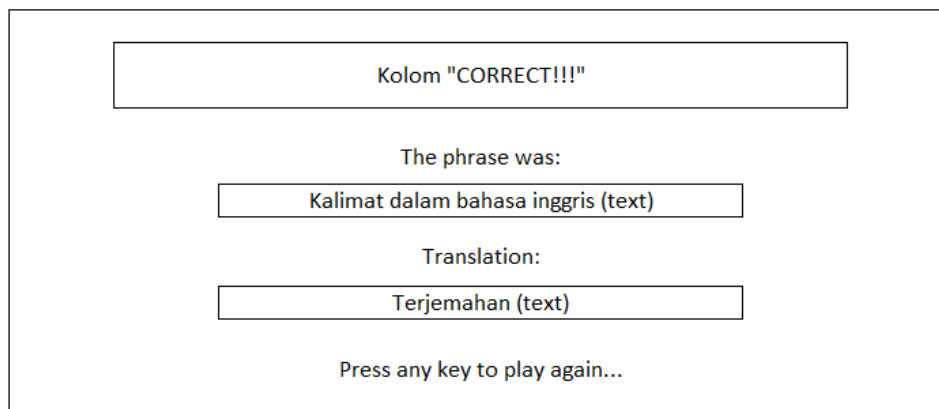 Kolom "CORRECT!!!"
The phrase was:
Kalimat dalam bahasa inggris (text)
Translation:
Terjemahan (text)
Press any key to play again...